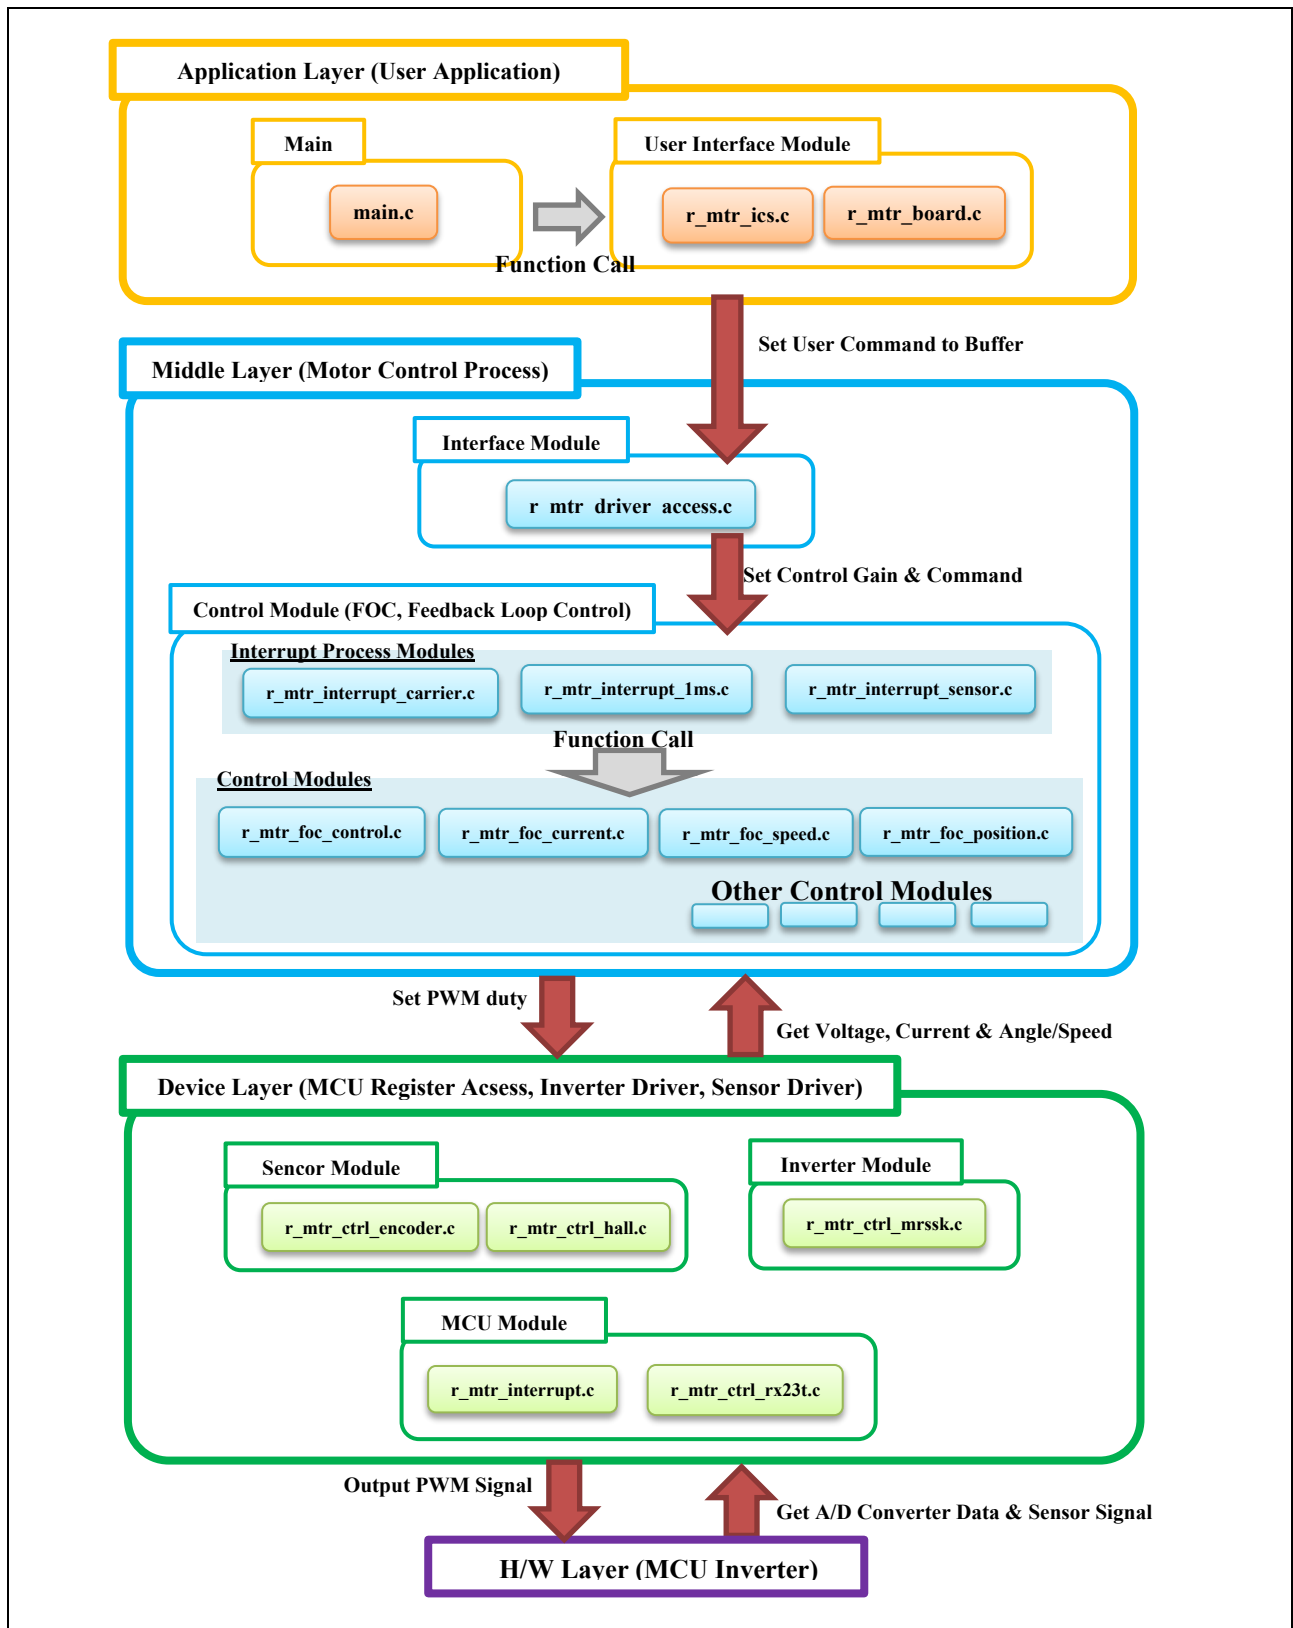 Application Layer (User Application)
Main
User Interface Module
main.c
r_mtr_ics.c
r_mtr_board.c
Function Call
Set User Command to Buffer
Middle Layer (Motor Control Process)
Interface Module
r_mtr_driver_access.c
Set Control Gain & Command
Control Module (FOC, Feedback Loop Control)
Interrupt Process Modules
r_mtr_interrupt_carrier.c
r_mtr_interrupt_1ms.c
r_mtr_interrupt_sensor.c
Function Call
Control Modules
r_mtr_foc_control.c
r_mtr_foc_current.c
r_mtr_foc_speed.c
r_mtr_foc_position.c
Other Control Modules
Set PWM duty
Get Voltage, Current & Angle/Speed
Device Layer (MCU Register Acsess, Inverter Driver, Sensor Driver)
Sencor Module
Inverter Module
r_mtr_ctrl_encoder.c
r_mtr_ctrl_hall.c
r_mtr_ctrl_mrssk.c
MCU Module
r_mtr_interrupt.c
r_mtr_ctrl_rx23t.c
Output PWM Signal
Get A/D Converter Data & Sensor Signal
H/W Layer (MCU Inverter)